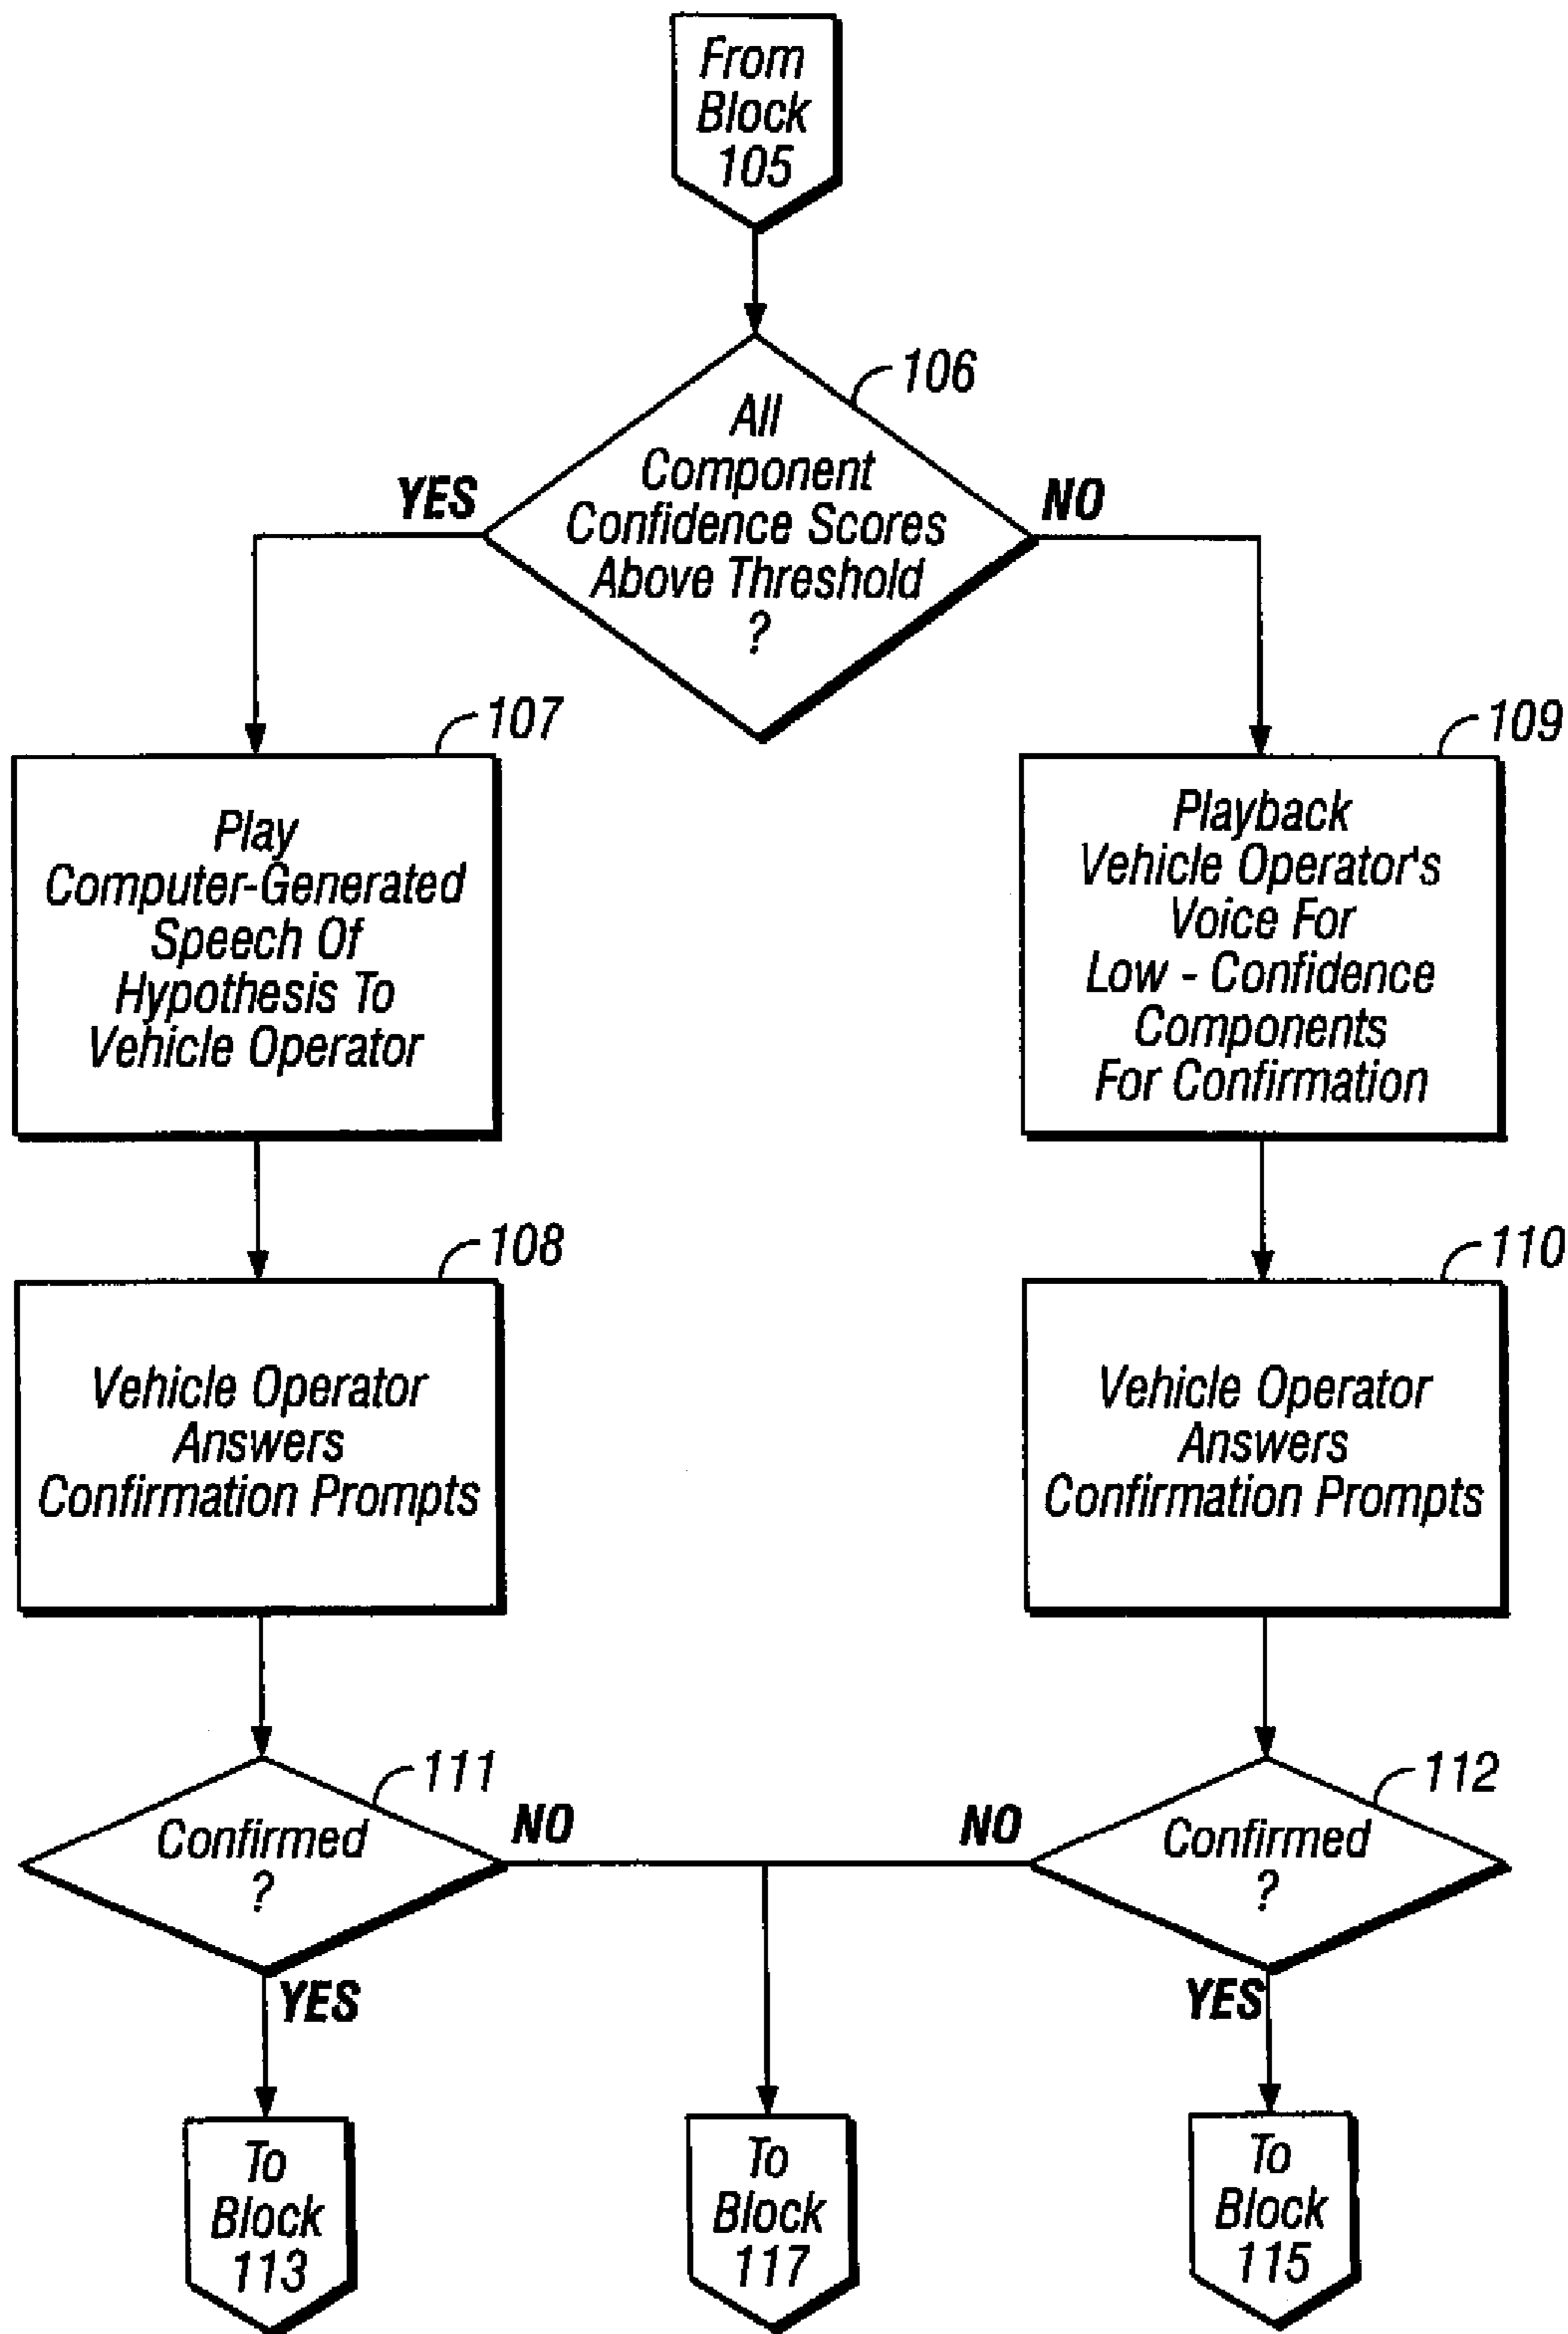 From
Block
105
106
All
Component
Confidence Scores
Above Threshold
?
YES
NO
107
Play
Computer-Generated
Speech Of
Hypothesis To
Vehicle Operator
109
Playback
Vehicle Operator's
Voice For
Low - Confidence
Components
For Confirmation
108
Vehicle Operator
Answers
Confirmation Prompts
110
Vehicle Operator
Answers
Confirmation Prompts
111
Confirmed
?
NO
YES
112
Confirmed
?
NO
YES
To
Block
113
To
Block
117
To
Block
115